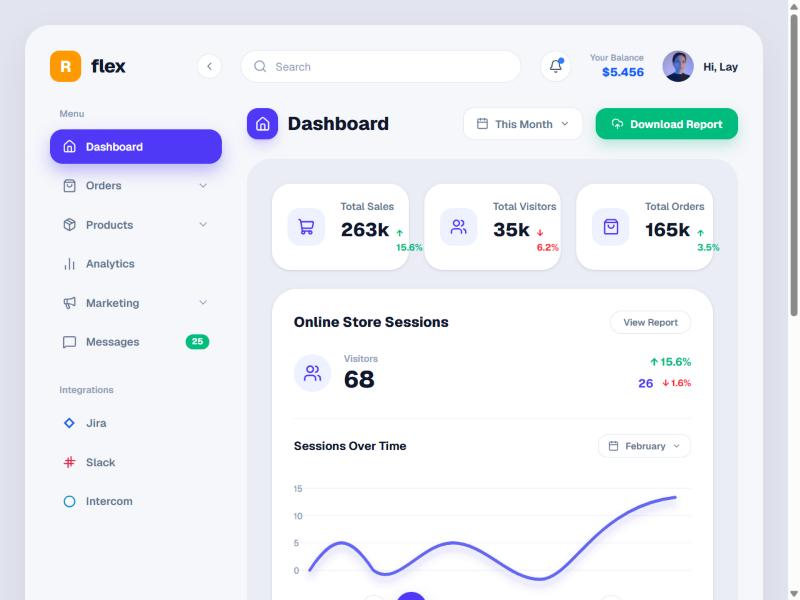 R flex
Search
Your Balance
$5.456
Hi, Lay
Menu
Dashboard
Orders
Products
Analytics
Marketing
Messages 25
Integrations
Jira
Slack
Intercom
Dashboard
This Month
Download Report
Total Sales
263k ↑
15.6%
Total Visitors
35k ↓
6.2%
Total Orders
165k ↑
3.5%
Online Store Sessions
View Report
Visitors
68
↑ 15.6%
26 ↓ 1.6%
Sessions Over Time
February
15
10
5
0